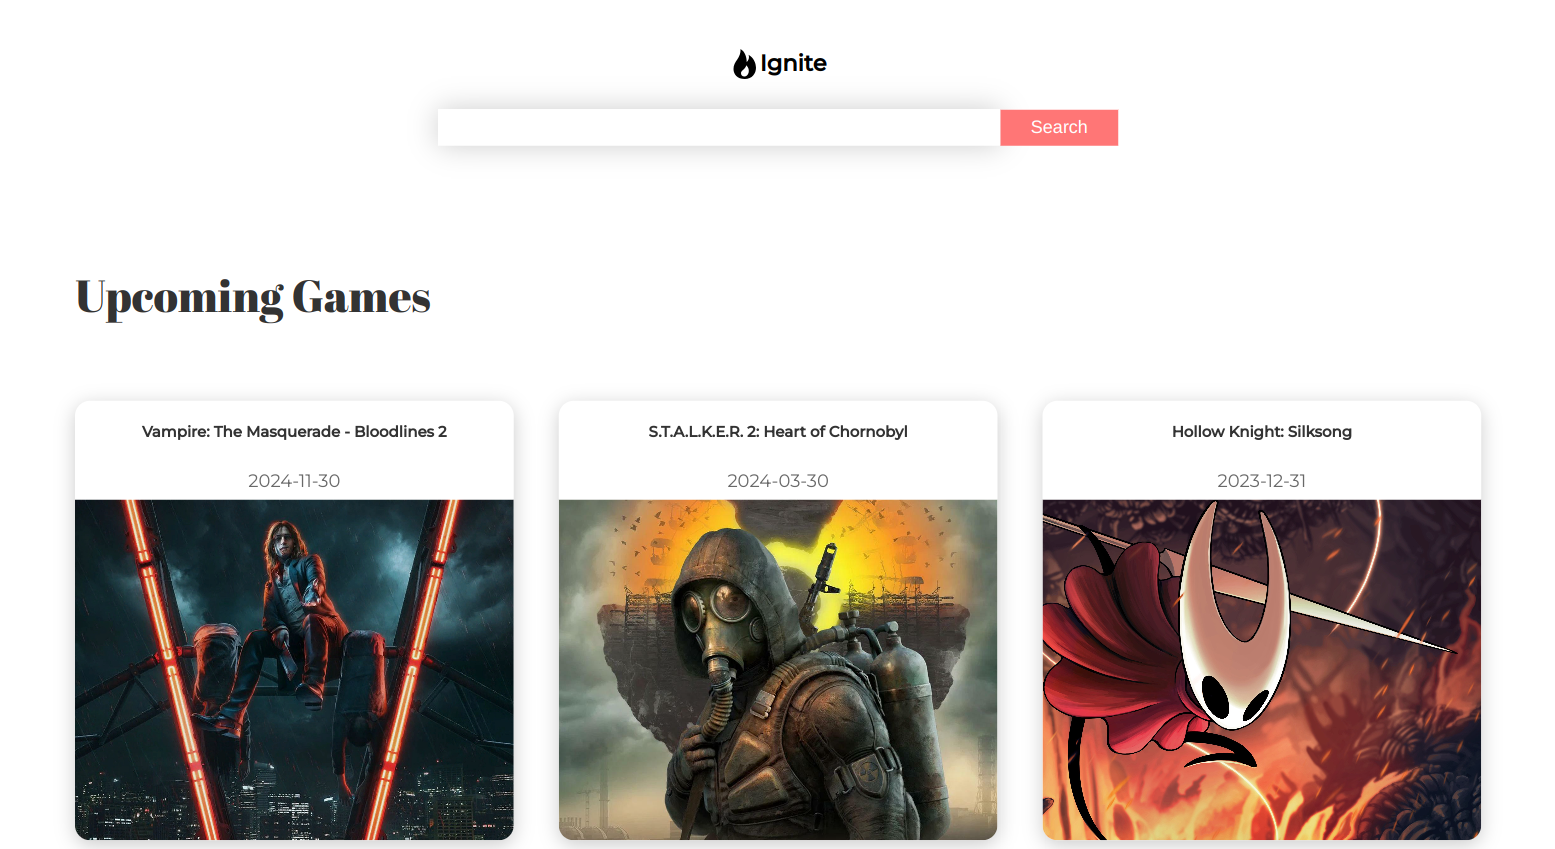 Ignite
Search
Upcoming Games
Vampire: The Masquerade - Bloodlines 2
2024-11-30
S.T.A.L.K.E.R. 2: Heart of Chornobyl
2024-03-30
Hollow Knight: Silksong
2023-12-31